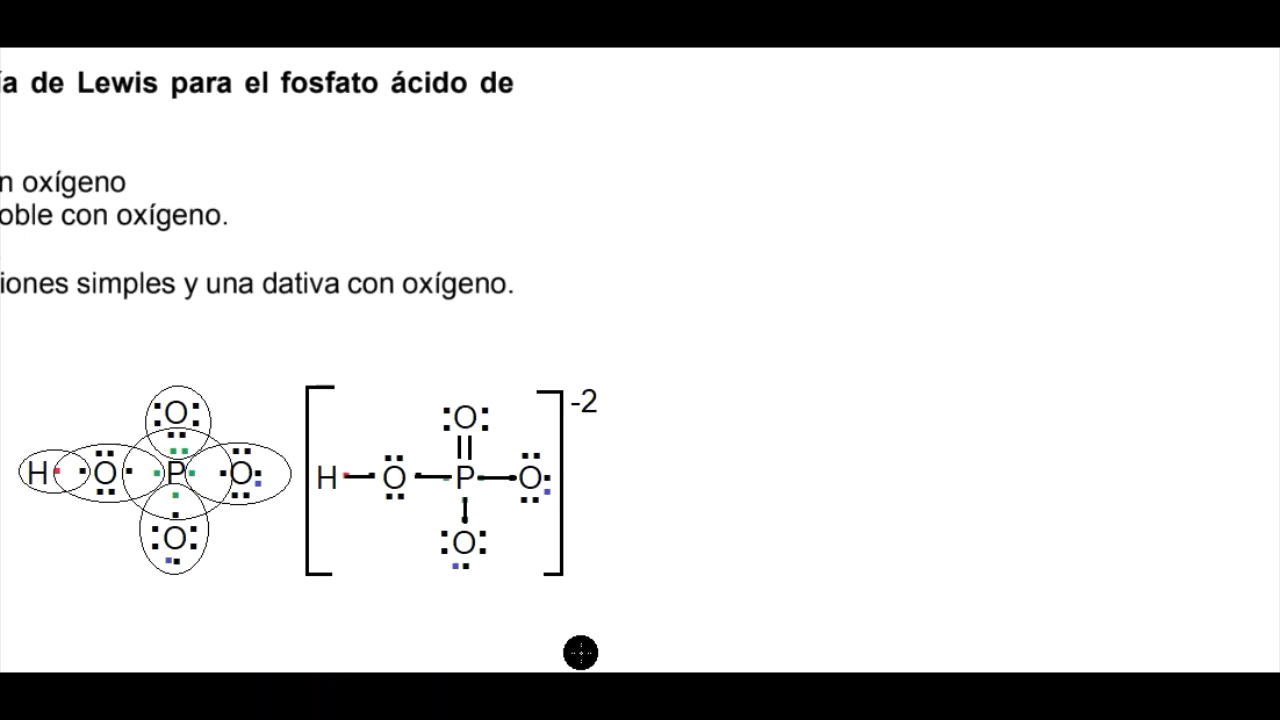 ía de Lewis para el fosfato ácido de
n oxígeno
oble con oxígeno.
iones simples y una dativa con oxígeno.
O
H O P O
O
O
H O P O
O
-2